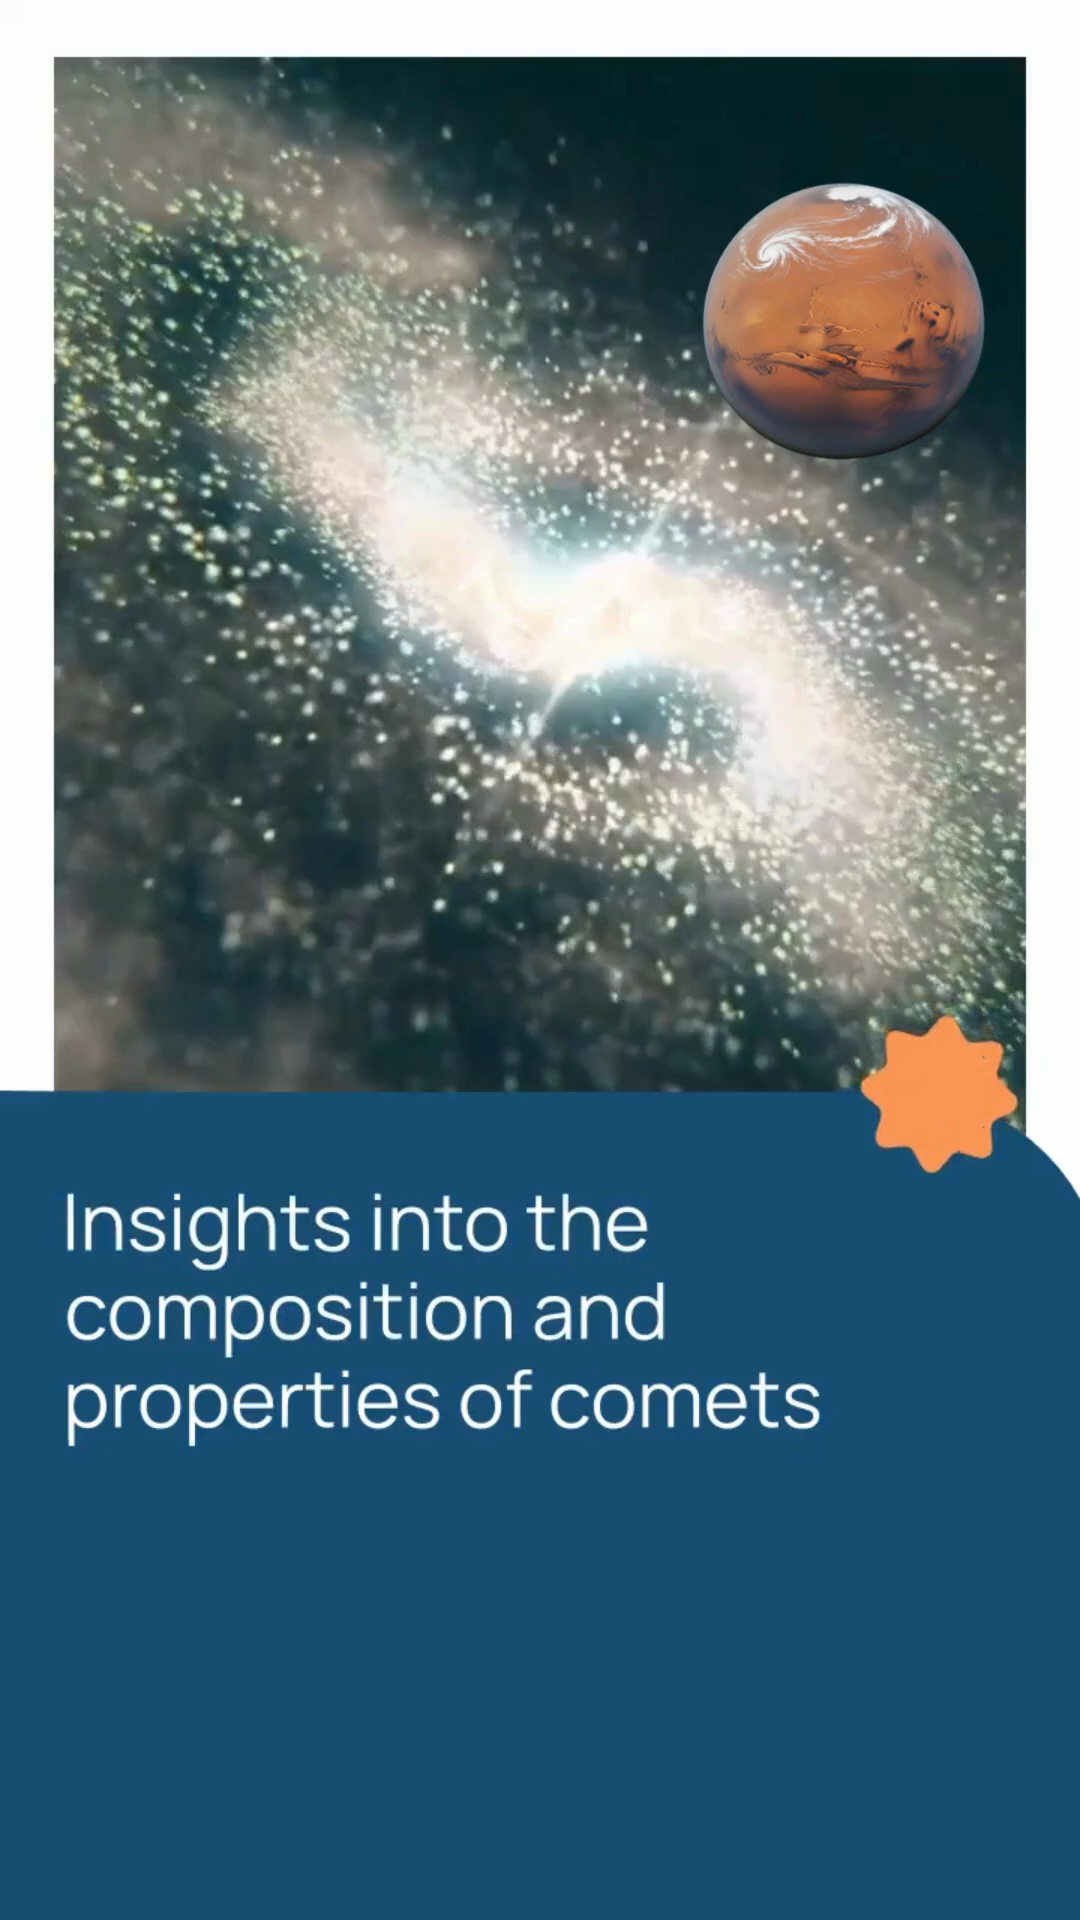 Insights into the
composition and
properties of comets